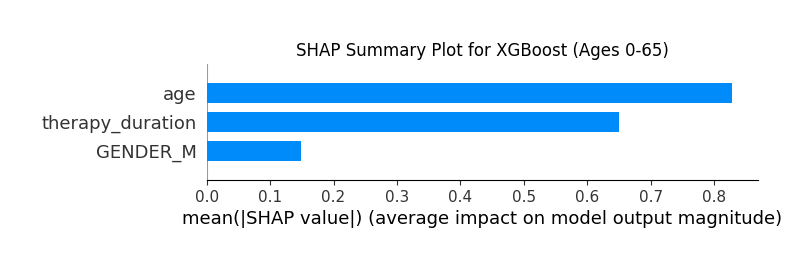 SHAP Summary Plot for XGBoost (Ages 0-65)
age
therapy_duration
GENDER_M
0.0 0.1 0.2 0.3 0.4 0.5 0.6 0.7 0.8
mean(|SHAP value|) (average impact on model output magnitude)